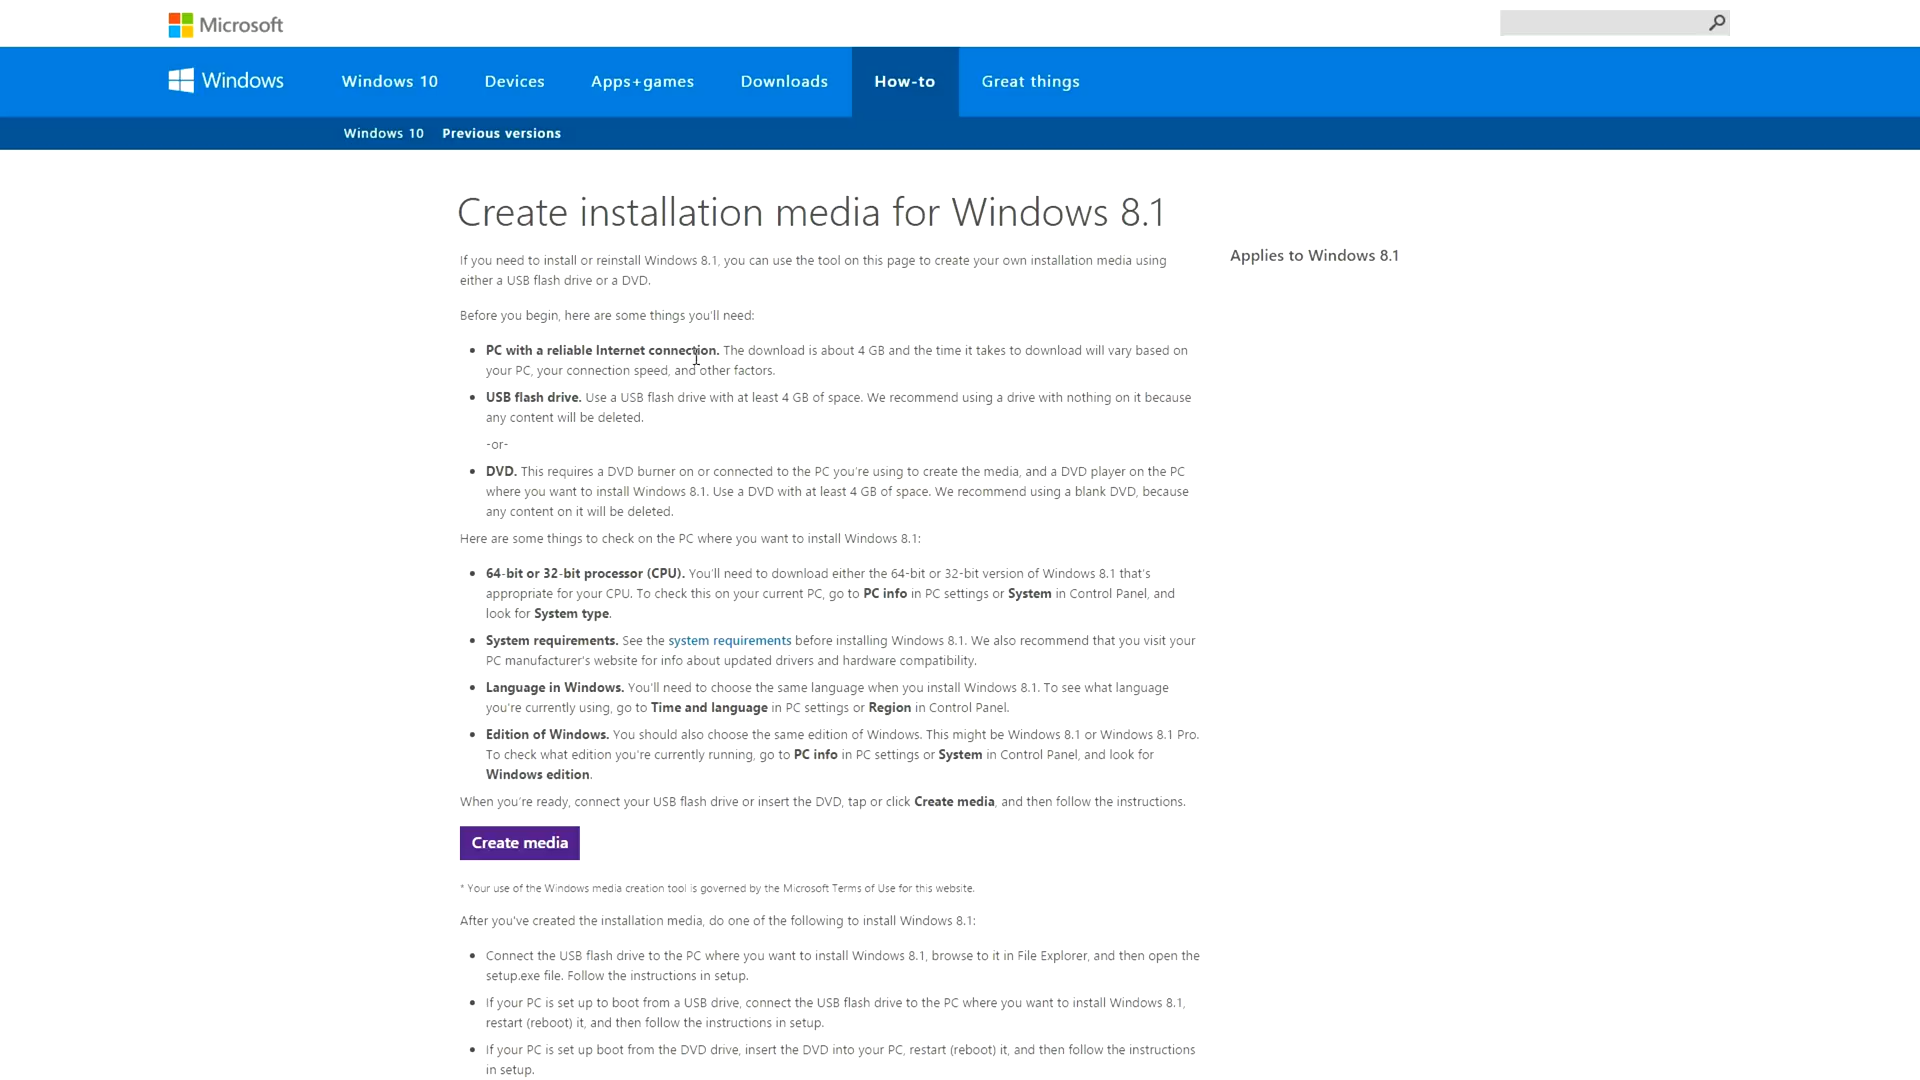 Microsoft
Windows
Windows 10
Devices
Apps+games
Downloads
How-to
Great things
Windows 10
Previous versions
Create installation media for Windows 8.1
If you need to install or reinstall Windows 8.1, you can use the tool on this page to create your own installation media using
either a USB flash drive or a DVD.
Applies to Windows 8.1
Before you begin, here are some things you'll need:
• PC with a reliable Internet connection. The download is about 4 GB and the time it takes to download will vary based on
your PC, your connection speed, and other factors.
• USB flash drive. Use a USB flash drive with at least 4 GB of space. We recommend using a drive with nothing on it because
any content will be deleted.
-or-
• DVD. This requires a DVD burner on or connected to the PC you're using to create the media, and a DVD player on the PC
where you want to install Windows 8.1. Use a DVD with at least 4 GB of space. We recommend using a blank DVD, because
any content on it will be deleted.
Here are some things to check on the PC where you want to install Windows 8.1:
• 64-bit or 32-bit processor (CPU). You'll need to download either the 64-bit or 32-bit version of Windows 8.1 that's
appropriate for your CPU. To check this on your current PC, go to PC info in PC settings or System in Control Panel, and
look for System type.
• System requirements. See the system requirements before installing Windows 8.1. We also recommend that you visit your
PC manufacturer's website for info about updated drivers and hardware compatibility.
• Language in Windows. You'll need to choose the same language when you install Windows 8.1. To see what language
you're currently using, go to Time and language in PC settings or Region in Control Panel.
• Edition of Windows. You should also choose the same edition of Windows. This might be Windows 8.1 or Windows 8.1 Pro.
To check what edition you're currently running, go to PC info in PC settings or System in Control Panel, and look for
Windows edition.
When you're ready, connect your USB flash drive or insert the DVD, tap or click Create media, and then follow the instructions.
Create media
* Your use of the Windows media creation tool is governed by the Microsoft Terms of Use for this website.
After you've created the installation media, do one of the following to install Windows 8.1:
• Connect the USB flash drive to the PC where you want to install Windows 8.1, browse to it in File Explorer, and then open the
setup.exe file. Follow the instructions in setup.
• If your PC is set up to boot from a USB drive, connect the USB flash drive to the PC where you want to install Windows 8.1,
restart (reboot) it, and then follow the instructions in setup.
• If your PC is set up boot from the DVD drive, insert the DVD into your PC, restart (reboot) it, and then follow the instructions
in setup.